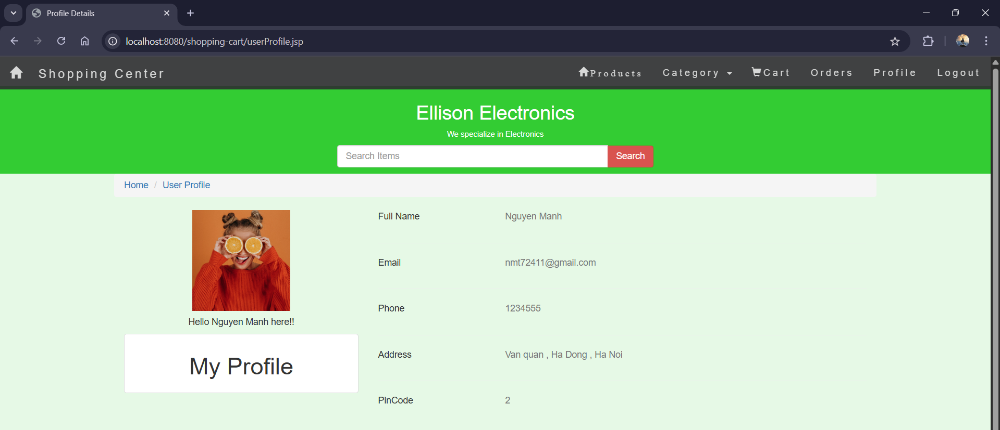 Profile Details
localhost:8080/shopping-cart/userProfile.jsp
Shopping Center Products Category Cart Orders Profile Logout
Ellison Electronics
We specialize in Electronics
Search Items Search
Home / User Profile
Full Name Nguyen Manh
Email nmt72411@gmail.com
Phone 1234555
Hello Nguyen Manh here!!
Address Van quan , Ha Dong , Ha Noi
My Profile
PinCode 2